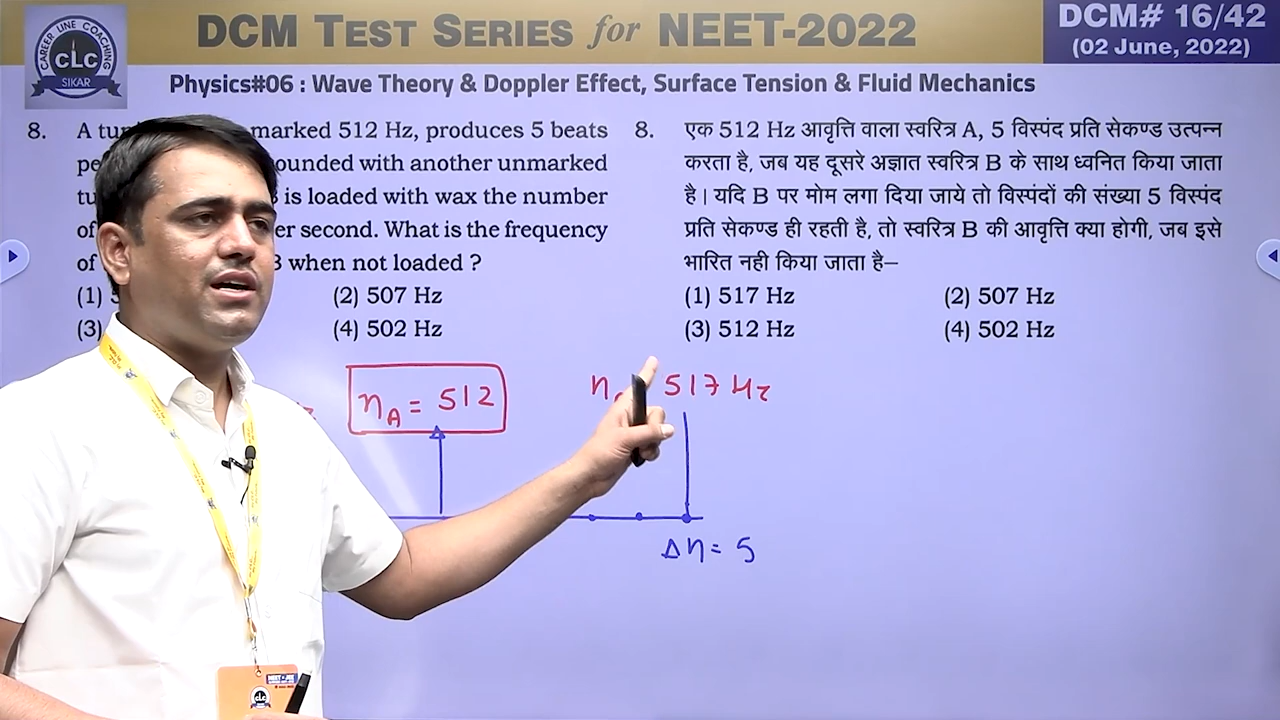 CAREER LINE COACHING
CLC
SIKAR
DCM TEST SERIES for NEET-2022
DCM# 16/42
(02 June, 2022)
Physics#06 : Wave Theory & Doppler Effect, Surface Tension & Fluid Mechanics
8. A marked 512 Hz, produces 5 beats
with another unmarked
is loaded with wax the number
of second. What is the frequency
of when not loaded ?
(1) (2) 507 Hz
(3) (4) 502 Hz
8. एक 512 Hz आवृत्ति वाला स्वरित्र A, 5 विस्पंद प्रति सेकण्ड उत्पन्न
करता है, जब यह दूसरे अज्ञात स्वरित्र B के साथ ध्वनित किया जाता
है। यदि B पर मोम लगा दिया जाये तो विस्पंदों की संख्या 5 विस्पंद
प्रति सेकण्ड ही रहती है, तो स्वरित्र B की आवृत्ति क्या होगी, जब इसे
भारित नही किया जाता है–
(1) 517 Hz (2) 507 Hz
(3) 512 Hz (4) 502 Hz
n_A = 512
n 517 Hz
Δn = 5
CLC